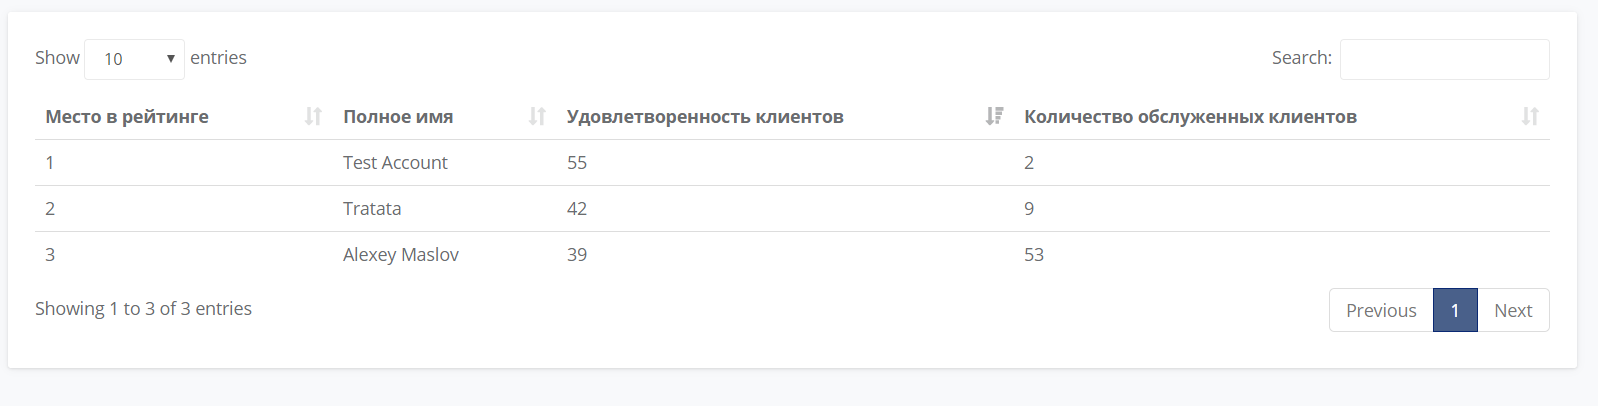 Show 10 entries Search:
Место в рейтинге Полное имя Удовлетворенность клиентов Количество обслуженных клиентов
1 Test Account 55 2
2 Tratata 42 9
3 Alexey Maslov 39 53
Showing 1 to 3 of 3 entries Previous 1 Next